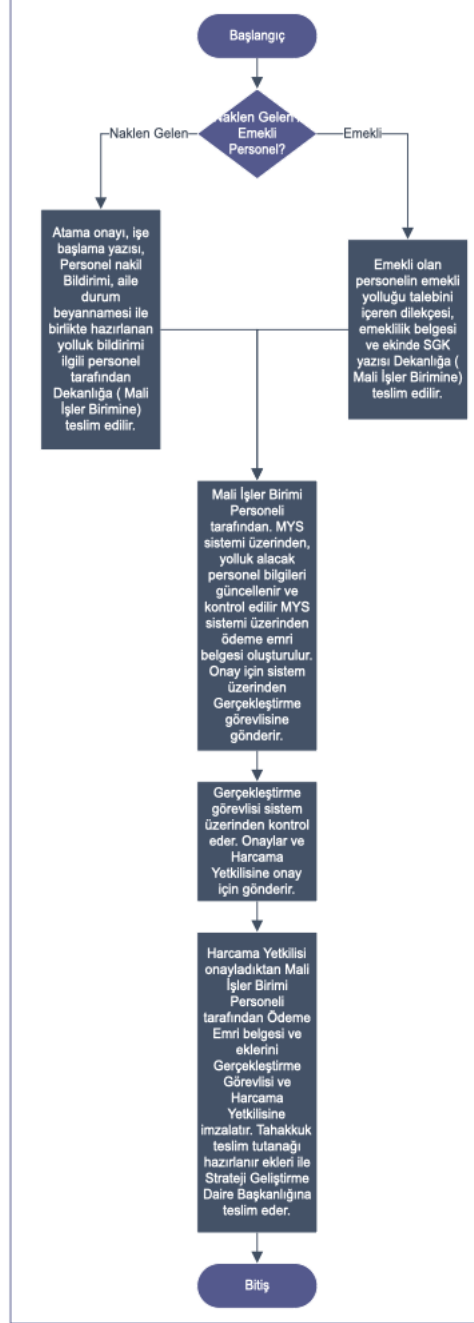 Başlangıç
Naklen Gelen
Emekli
Personel?
Naklen Gelen
Emekli
Atama onayı, işe
başlama yazısı,
Personel nakil
Bildirimi, aile
durum
beyannamesi ile
birlikte hazırlanan
yolluk bildirimi
ilgili personel
tarafından
Dekanlığa ( Mali
İşler Birimine)
teslim edilir.
Emekli olan
personelin emekli
yolluğu talebini
içeren dilekçesi,
emeklilik belgesi
ve ekinde SGK
yazısı Dekanlığa (
Mali İşler Birimine)
teslim edilir.
Mali İşler Birimi
Personeli
tarafından. MYS
sistemi üzerinden,
yolluk alacak
personel bilgileri
güncellenir ve
kontrol edilir MYS
sistemi üzerinden
ödeme emri
belgesi oluşturulur.
Onay için sistem
üzerinden
Gerçekleştirme
görevlisine
gönderir.
Gerçekleştirme
görevlisi sistem
üzerinden kontrol
eder. Onaylar ve
Harcama
Yetkilisine onay
için gönderir.
Harcama Yetkilisi
onayladıktan Mali
İşler Birimi
Personeli
tarafından Ödeme
Emri belgesi ve
eklerini
Gerçekleştirme
Görevlisi ve
Harcama
Yetkilisine
imzalatır. Tahakkuk
teslim tutanağı
hazırlanır ekleri ile
Strateji Geliştirme
Daire Başkanlığına
teslim eder.
Bitiş